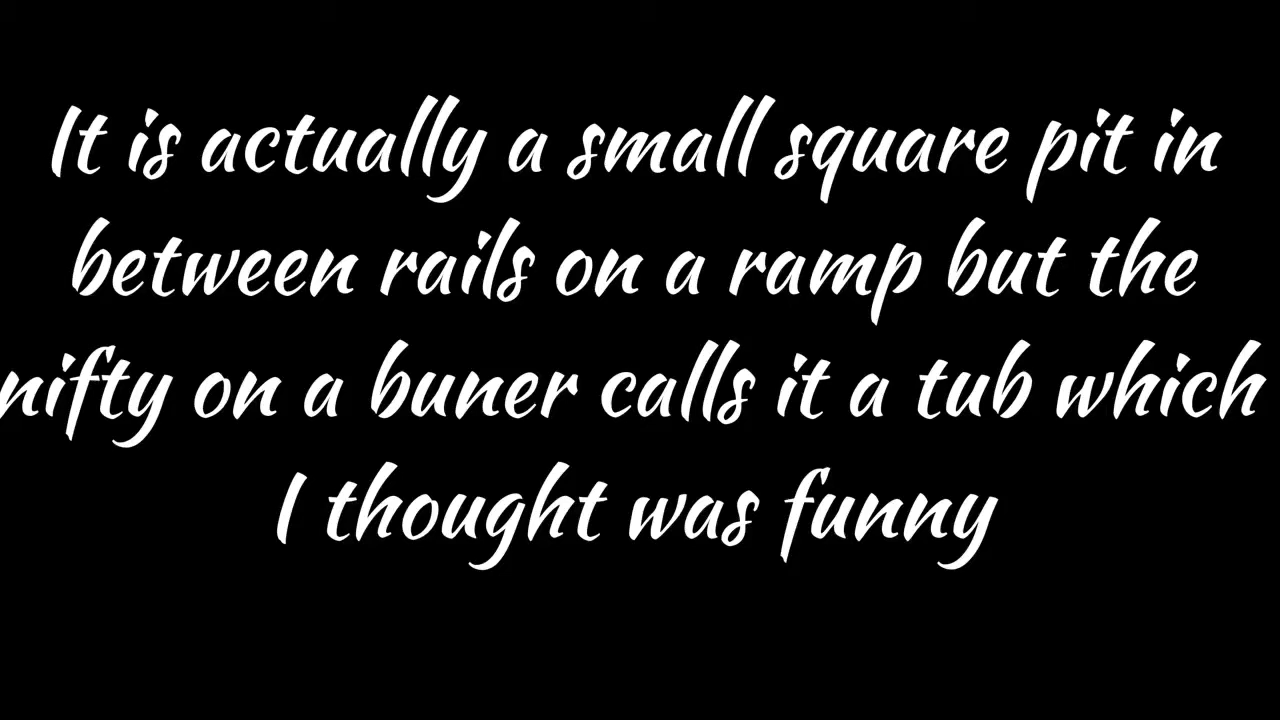 It is actually a small square pit in
between rails on a ramp but the
nifty on a buner calls it a tub which
I thought was funny